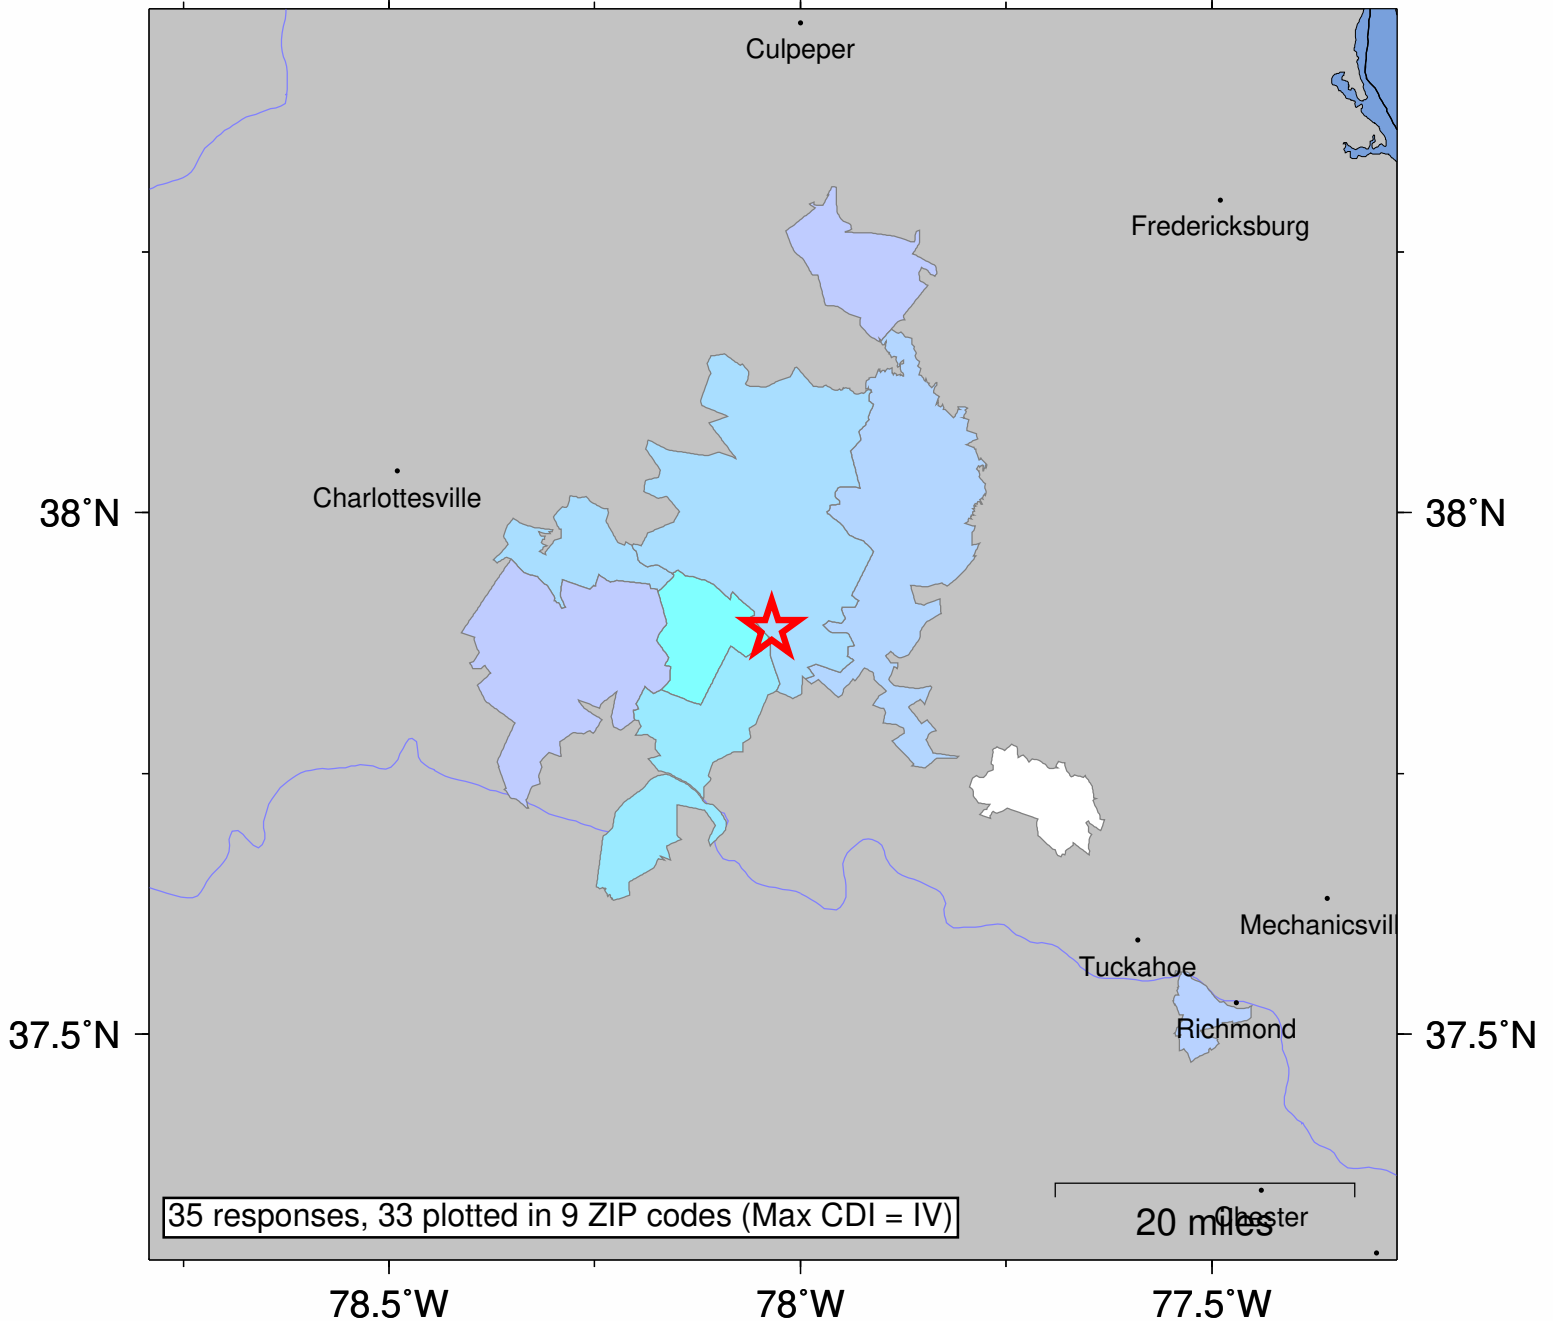 Culpeper
Fredericksburg
Charlottesville
38°N
38°N
Mechanicsvill
Tuckahoe
Richmond
37.5°N
37.5°N
35 responses, 33 plotted in 9 ZIP codes (Max CDI = IV)
20 miles
Chester
78.5°W
78°W
77.5°W